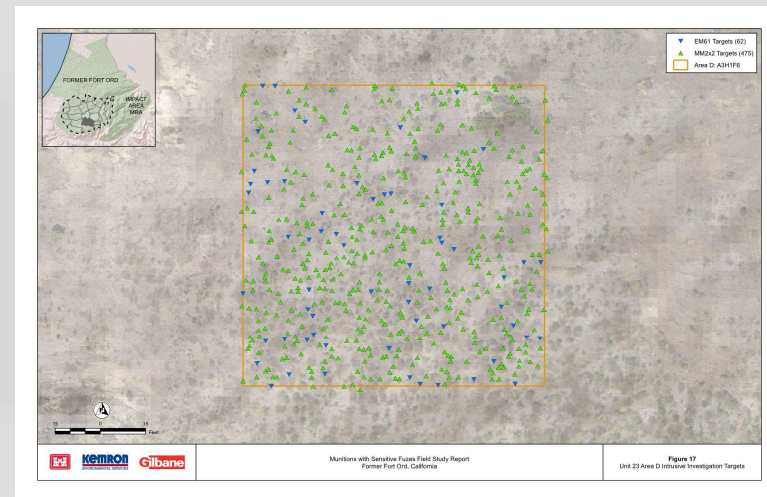 FORMER FORT ORD
IMPACT
AREA
MRA
EM61 Targets (62)
MM2x2 Targets (475)
Area D: A3H1F6
0
Feet
KEMRON
ENVIRONMENTAL SERVICES
Gilbane
Munitions with Sensitive Fuzes Field Study Report
Former Fort Ord, California
Figure 17
Unit 23 Area D Intrusive Investigation Targets